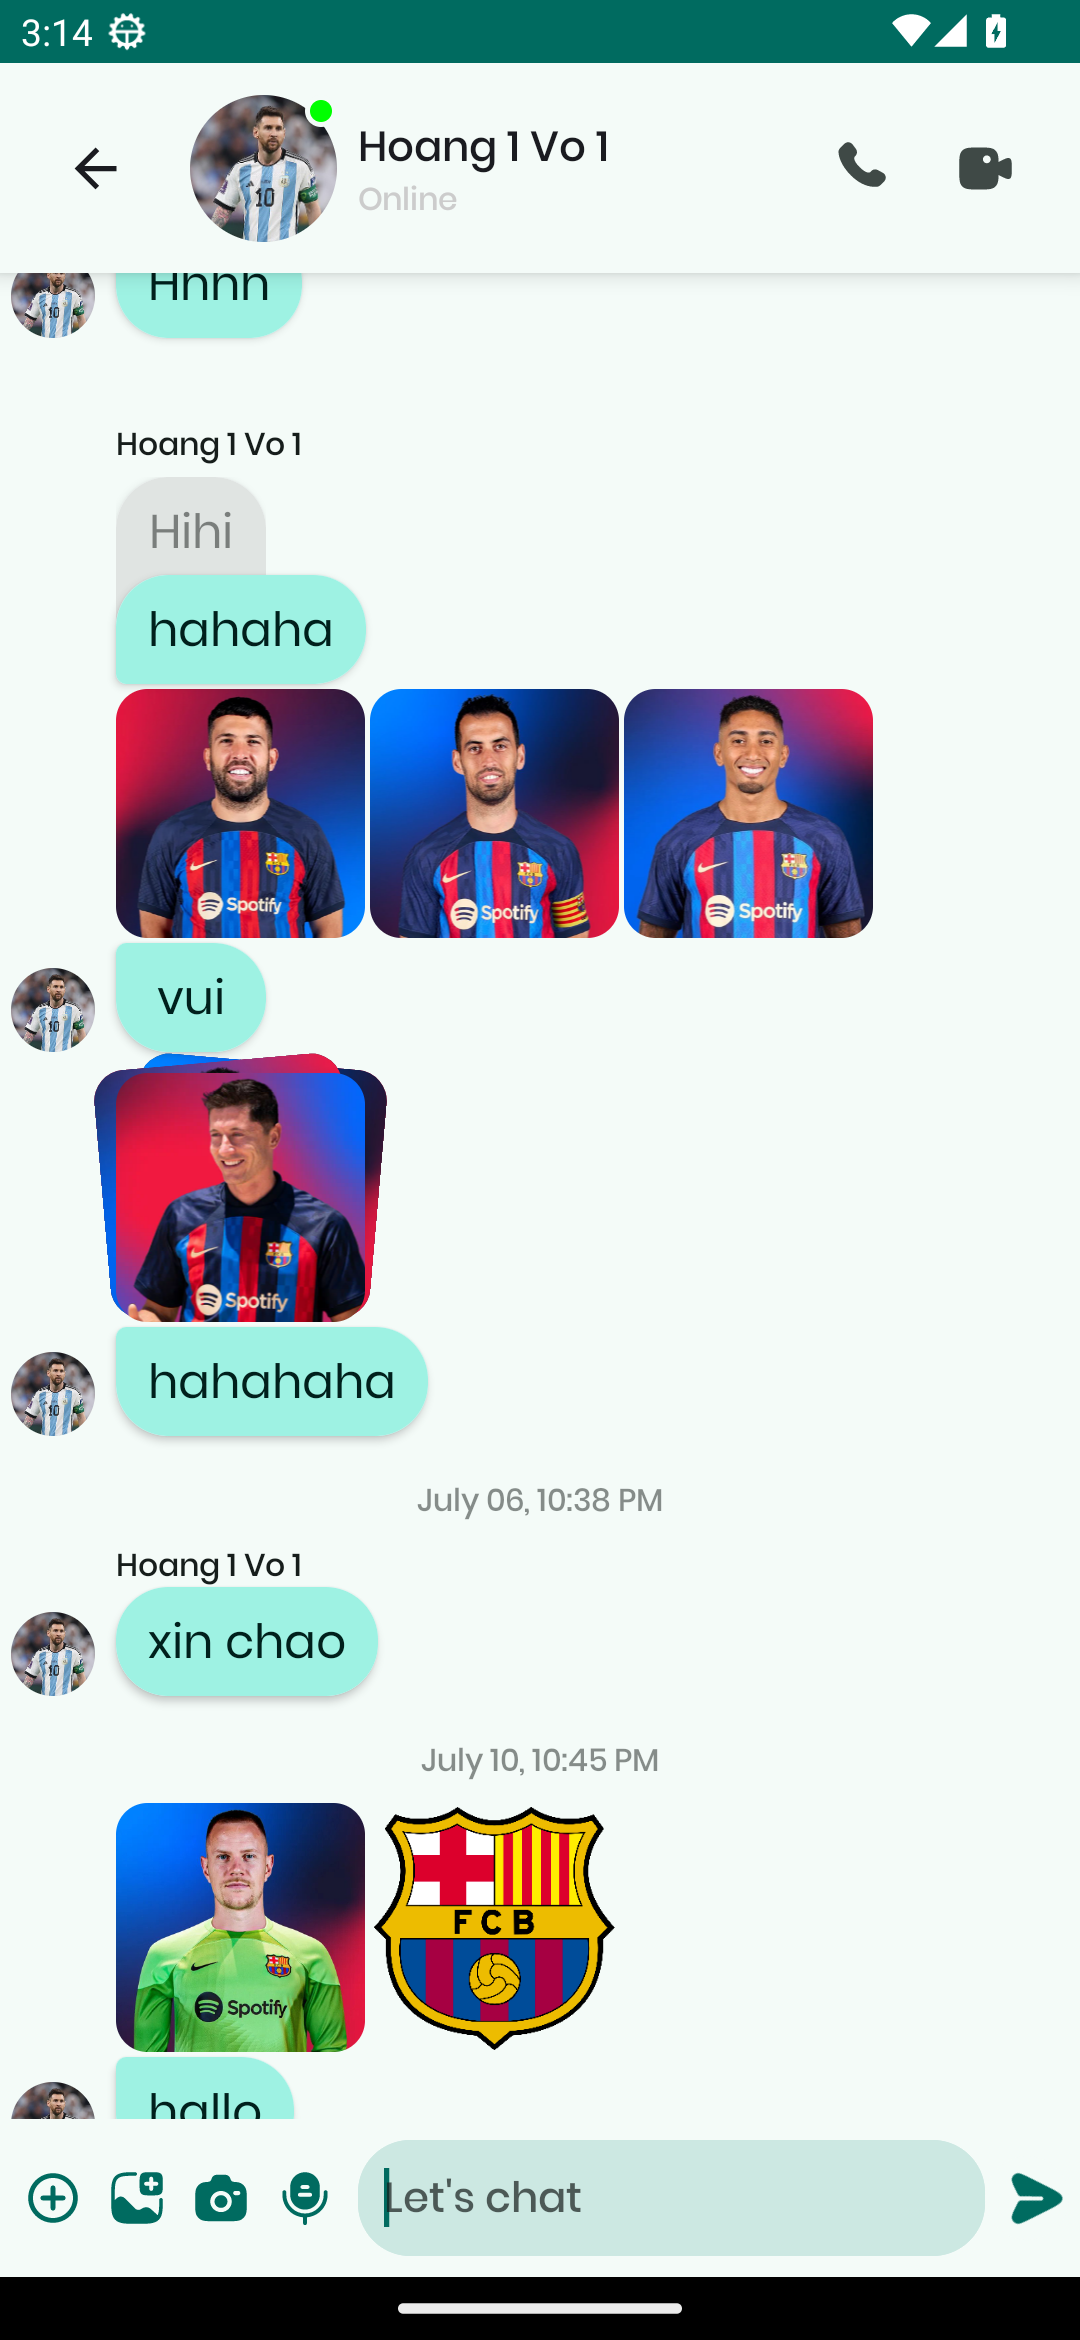 3:14
Hoang 1 Vo 1
Online
Hhhh
Hoang 1 Vo 1
Hihi
hahaha
Spotify
Spotify
Spotify
vui
Spotify
hahahaha
July 06, 10:38 PM
Hoang 1 Vo 1
xin chao
July 10, 10:45 PM
Spotify
FCB
hallo
Let's chat